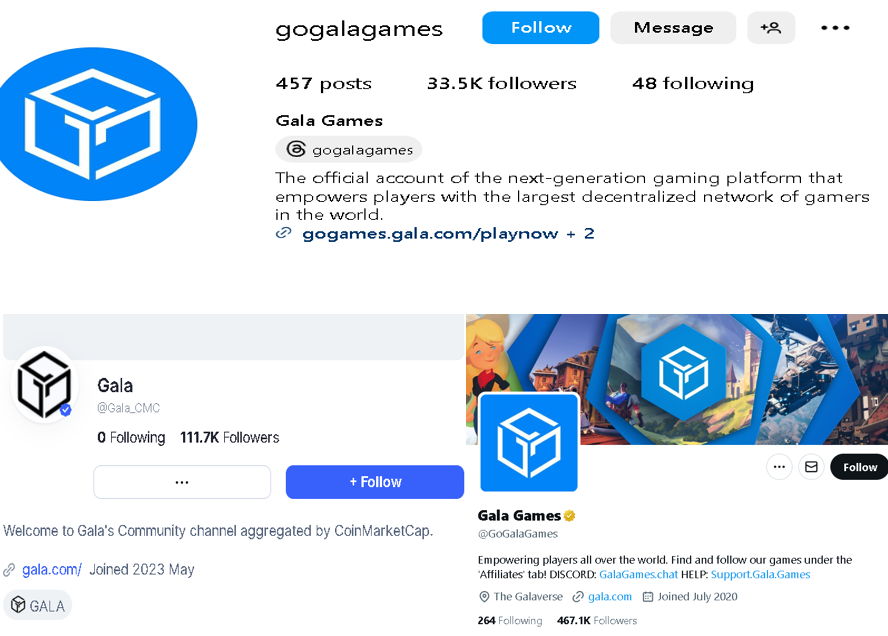 gogalagames Follow Message
457 posts 33.5K followers 48 following
Gala Games
gogalagames
The official account of the next-generation gaming platform that
empowers players with the largest decentralized network of gamers
in the world.
gogames.gala.com/playnow + 2
Gala
@Gala_CMC
0 Following 111.7K Followers
+ Follow
Welcome to Gala's Community channel aggregated by CoinMarketCap.
gala.com/ Joined 2023 May
GALA
Follow
Gala Games
@GoGalaGames
Empowering players all over the world. Find and follow our games under the
'Affiliates' tab! DISCORD: GalaGames.chat HELP: Support.Gala.Games
The Galaverse gala.com Joined July 2020
264 Following 467.1K Followers